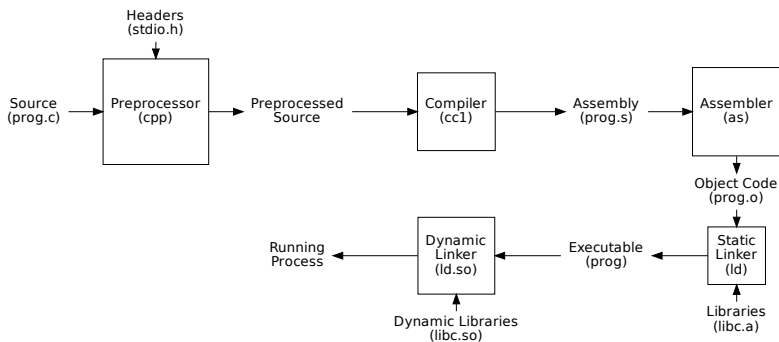 Headers
(stdio.h)
Source
(prog.c)
Preprocessor
(cpp)
Preprocessed
Source
Compiler
(cc1)
Assembly
(prog.s)
Assembler
(as)
Object Code
(prog.o)
Static
Linker
(ld)
Libraries
(libc.a)
Executable
(prog)
Dynamic
Linker
(ld.so)
Dynamic Libraries
(libc.so)
Running
Process